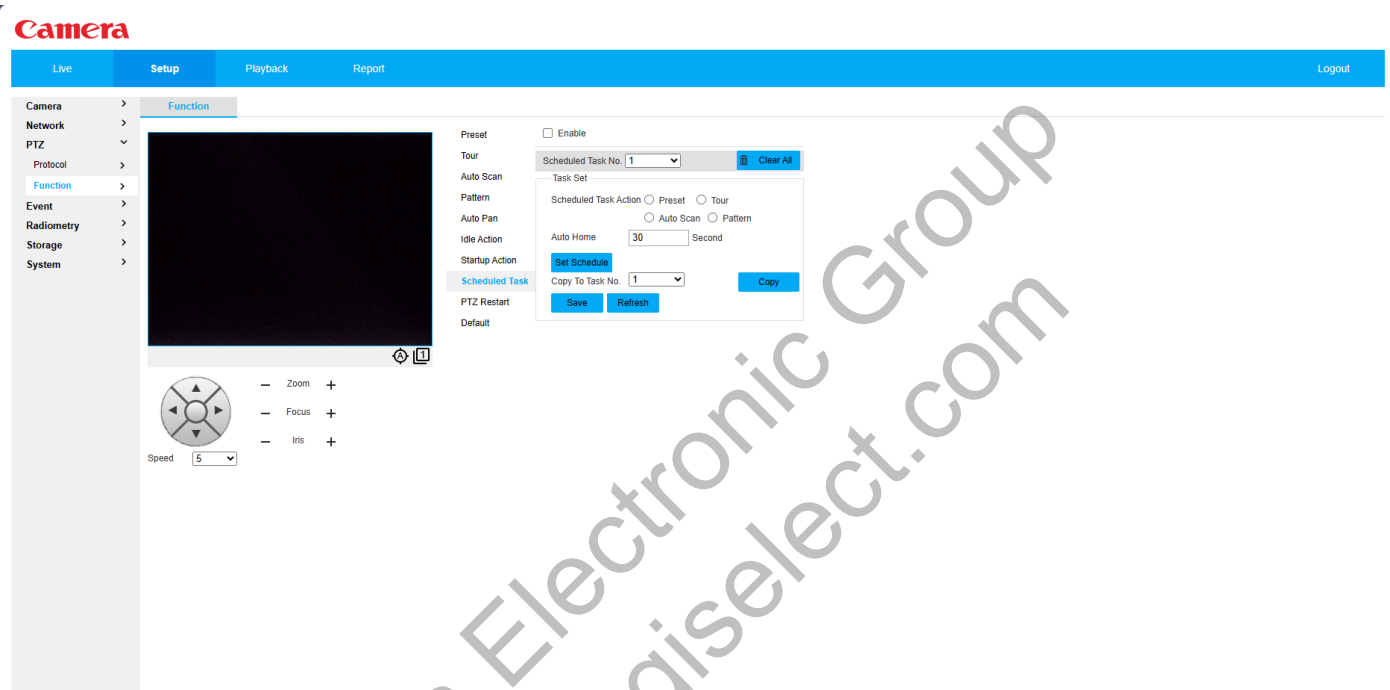 Camera
Live Setup Playback Report Logout
Camera
Network
PTZ
Protocol
Function
Event
Radiometry
Storage
System
Function
A 1
Zoom
Focus
Iris
Speed 5
Preset
Tour
Auto Scan
Pattern
Auto Pan
Idle Action
Startup Action
Scheduled Task
PTZ Restart
Default
Enable
Scheduled Task No. 1 Clear All
Task Set
Scheduled Task Action Preset Tour
Auto Scan Pattern
Auto Home 30 Second
Set Schedule
Copy To Task No. 1 Copy
Save Refresh
Electronic Group